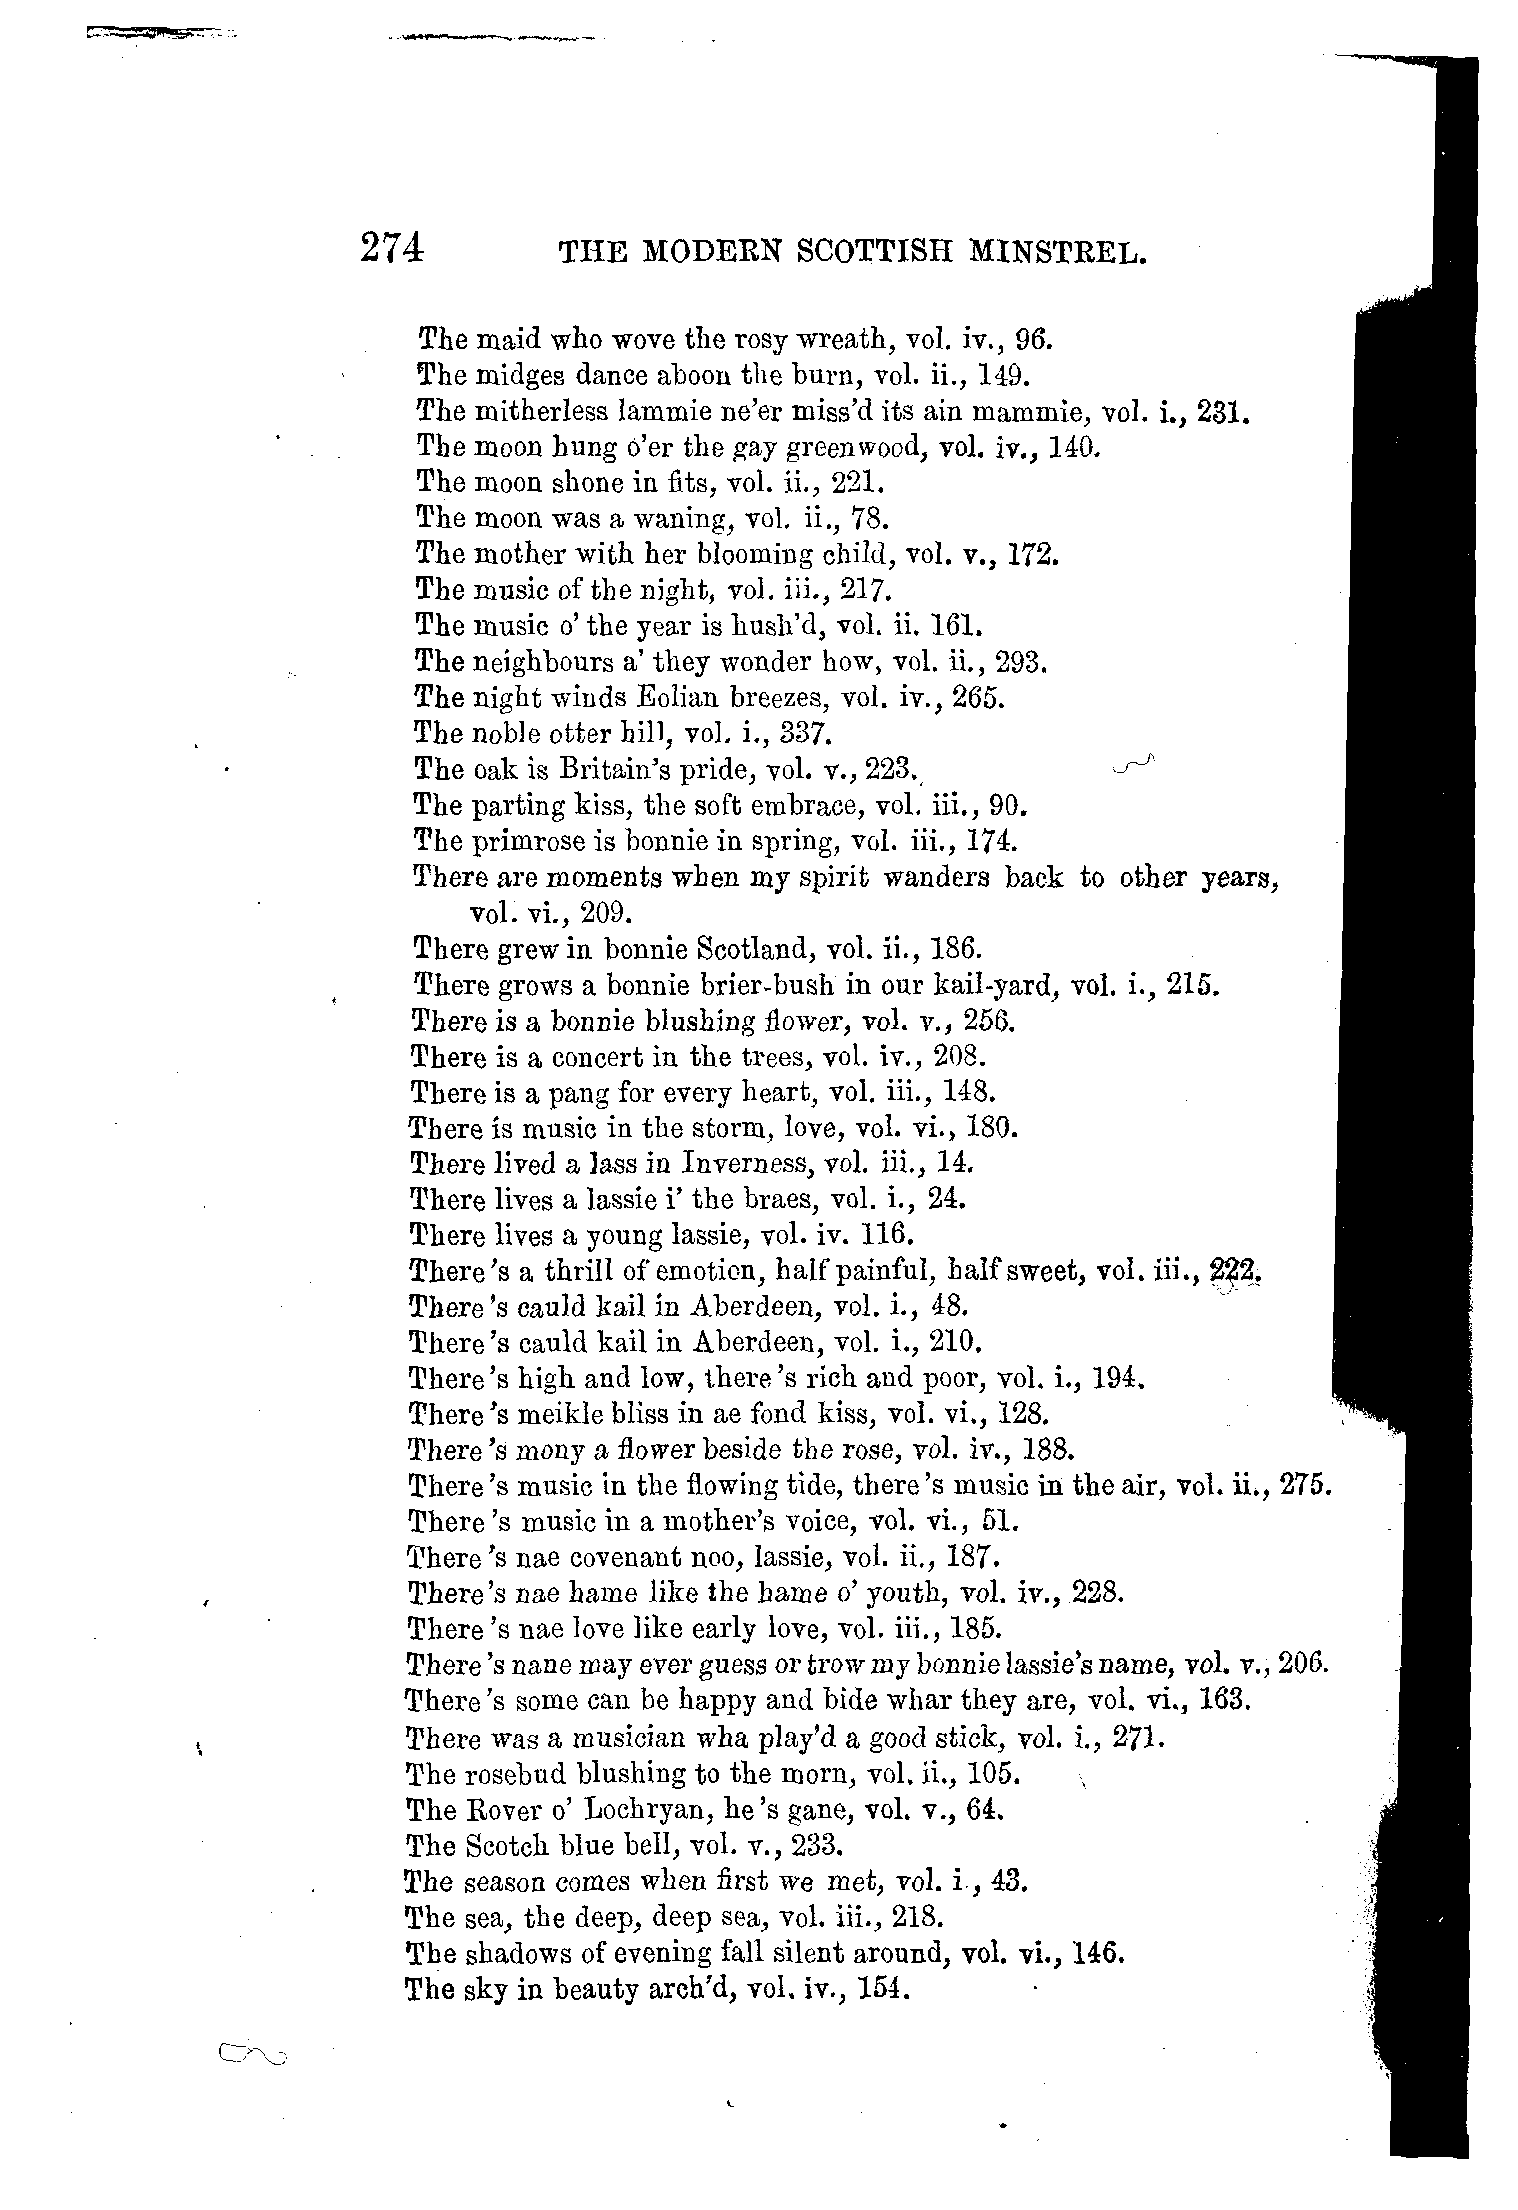 274 THE MODERN SCOTTISH MINSTREL.
The maid who wove the rosy wreath, vol. iv., 96.
The midges dance aboon the burn, vol. ii., 149.
The mitherless lammie ne'er miss'd its ain mammie, vol. i., 231.
The moon hung o'er the gay greenwood, vol. iv., 140.
The moon shone in fits, vol. ii., 221.
The moon was a waning, vol. ii., 78.
The mother with her blooming child, vol. v., 172.
The music of the night, vol. iii., 217.
The music o' the year is hush'd, vol. ii. 161.
The neighbours a' they wonder how, vol. ii., 293.
The night winds Eolian breezes, vol. iv., 265.
The noble otter hill, vol. i., 337.
The oak is Britain's pride, vol. v., 223.
The parting kiss, the soft embrace, vol. iii., 90.
The primrose is bonnie in spring, vol. iii., 174.
There are moments when my spirit wanders back to other years,
vol. vi., 209.
There grew in bonnie Scotland, vol. ii., 186.
There grows a bonnie brier-bush in our kail-yard, vol. i., 215.
There is a bonnie blushing flower, vol. v., 256.
There is a concert in the trees, vol. iv., 208.
There is a pang for every heart, vol. iii., 148.
There is music in the storm, love, vol. vi., 180.
There lived a lass in Inverness, vol. iii., 14.
There lives a lassie i' the braes, vol. i., 24.
There lives a young lassie, vol. iv. 116.
There 's a thrill of emotion, half painful, half sweet, vol. iii., 222.
There 's cauld kail in Aberdeen, vol. i., 48.
There 's cauld kail in Aberdeen, vol. i., 210.
There 's high and low, there 's rich and poor, vol. i., 194.
There 's meikle bliss in ae fond kiss, vol. vi., 128.
There 's mony a flower beside the rose, vol. iv., 188.
There 's music in the flowing tide, there 's music in the air, vol. ii., 275.
There 's music in a mother's voice, vol. vi., 51.
There 's nae covenant noo, lassie, vol. ii., 187.
There's nae hame like the hame o' youth, vol. iv., 228.
There 's nae love like early love, vol. iii., 185.
There 's nane may ever guess or trow my bonnie lassie's name, vol. v., 206.
There 's some can be happy and bide whar they are, vol. vi., 163.
There was a musician wha play'd a good stick, vol. i., 271.
The rosebud blushing to the morn, vol. ii., 105.
The Rover o' Lochryan, he 's gane, vol. v., 64.
The Scotch blue bell, vol. v., 233.
The season comes when first we met, vol. i., 43.
The sea, the deep, deep sea, vol. iii., 218.
The shadows of evening fall silent around, vol. vi., 146.
The sky in beauty arch'd, vol. iv., 154.